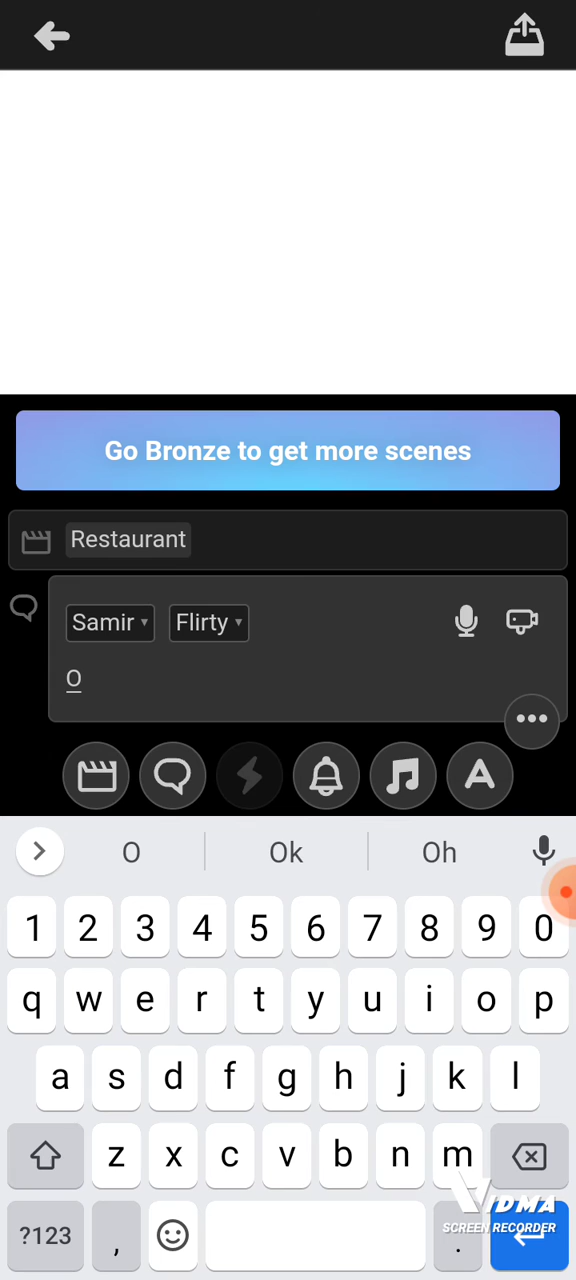 Go Bronze to get more scenes
Restaurant
Samir Flirty
O
O Ok Oh
1 2 3 4 5 6 7 8 9 0
q w e r t y u i o p
a s d f g h j k l
z x c v b n m
?123 , .
VIDMA
SCREEN RECORDER